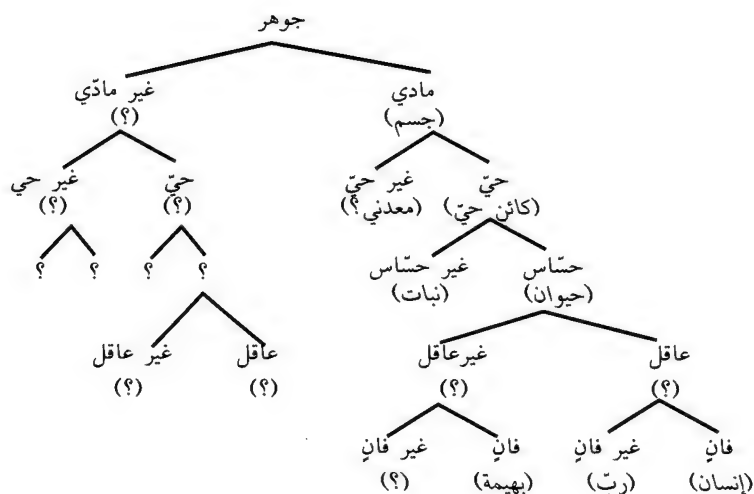 جوهر
مادي غير مادّي
(جسم) (؟)
حيّ غير حيّ حيّ غير حي
(كائن حيّ) (معدني؟) (؟) (؟)
حسّاس غير حسّاس ؟ ؟ ؟ ؟
(حيوان) (نبات)
عاقل غيرعاقل عاقل غير عاقل
(؟) (؟) (؟) (؟)
فانٍ غير فانٍ فانٍ غير فانٍ
(إنسان) (ربّ) (بهيمة) (؟)